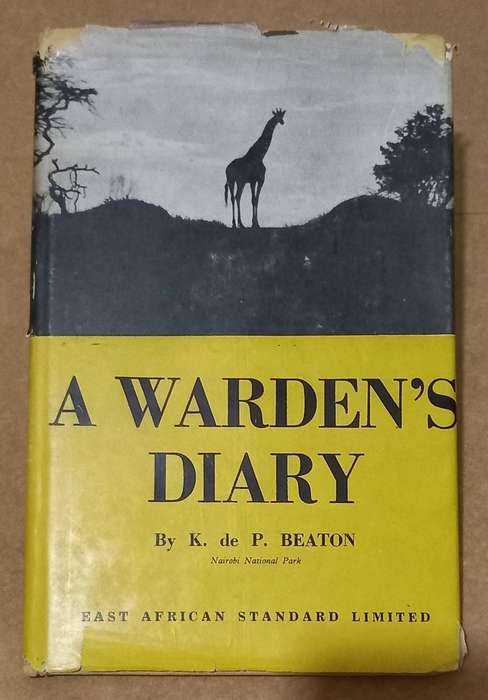 A WARDEN'S
DIARY
By K. de P. BEATON
Nairobi National Park
EAST AFRICAN STANDARD LIMITED